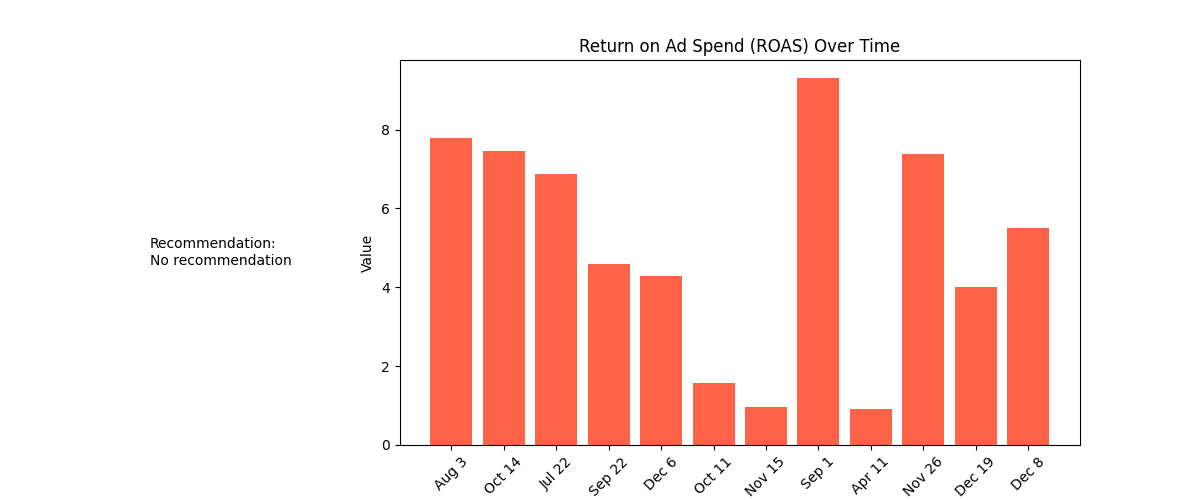 Return on Ad Spend (ROAS) Over Time
Recommendation:
No recommendation
Value
8
6
4
2
0
Aug 3
Oct 14
Jul 22
Sep 22
Dec 6
Oct 11
Nov 15
Sep 1
Apr 11
Nov 26
Dec 19
Dec 8